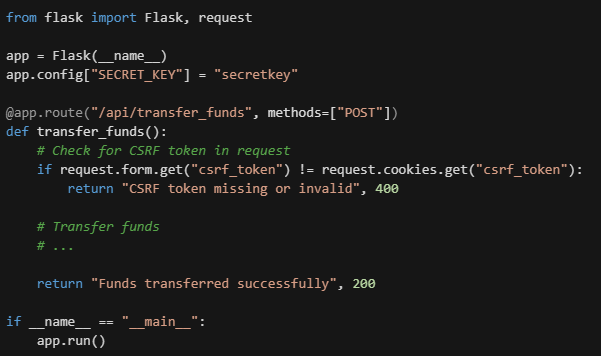 from flask import Flask, request

app = Flask(__name__)
app.config["SECRET_KEY"] = "secretkey"

@app.route("/api/transfer_funds", methods=["POST"])
def transfer_funds():
    # Check for CSRF token in request
    if request.form.get("csrf_token") != request.cookies.get("csrf_token"):
        return "CSRF token missing or invalid", 400

    # Transfer funds
    # ...

    return "Funds transferred successfully", 200

if __name__ == "__main__":
    app.run()